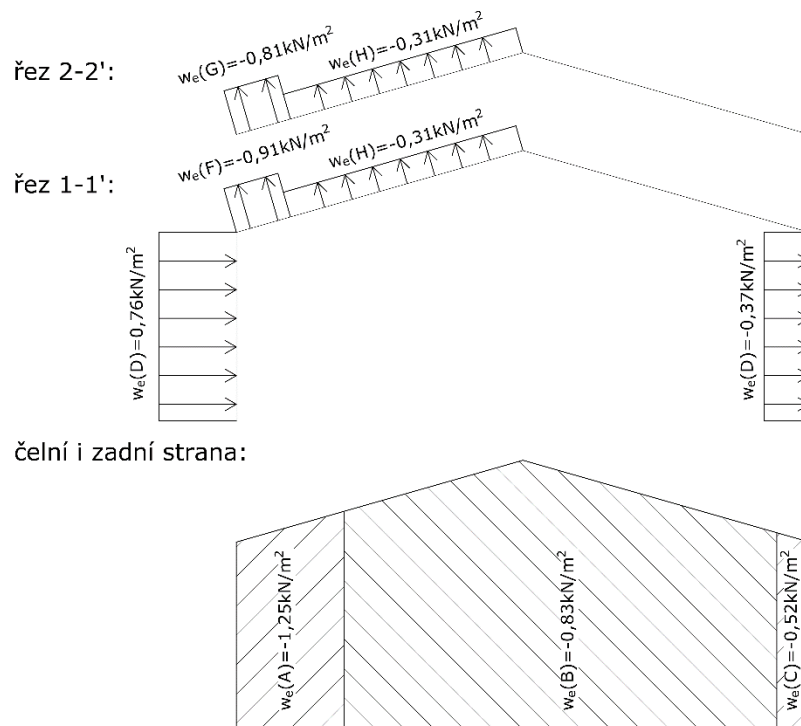 řez 2-2':
wₑ(G)=-0,81kN/m²
wₑ(H)=-0,31kN/m²
řez 1-1':
wₑ(F)=-0,91kN/m²
wₑ(H)=-0,31kN/m²
wₑ(D)=0,76kN/m²
wₑ(D)=-0,37kN/m²
čelní i zadní strana:
wₑ(A)=-1,25kN/m²
wₑ(B)=-0,83kN/m²
wₑ(C)=-0,52kN/m²